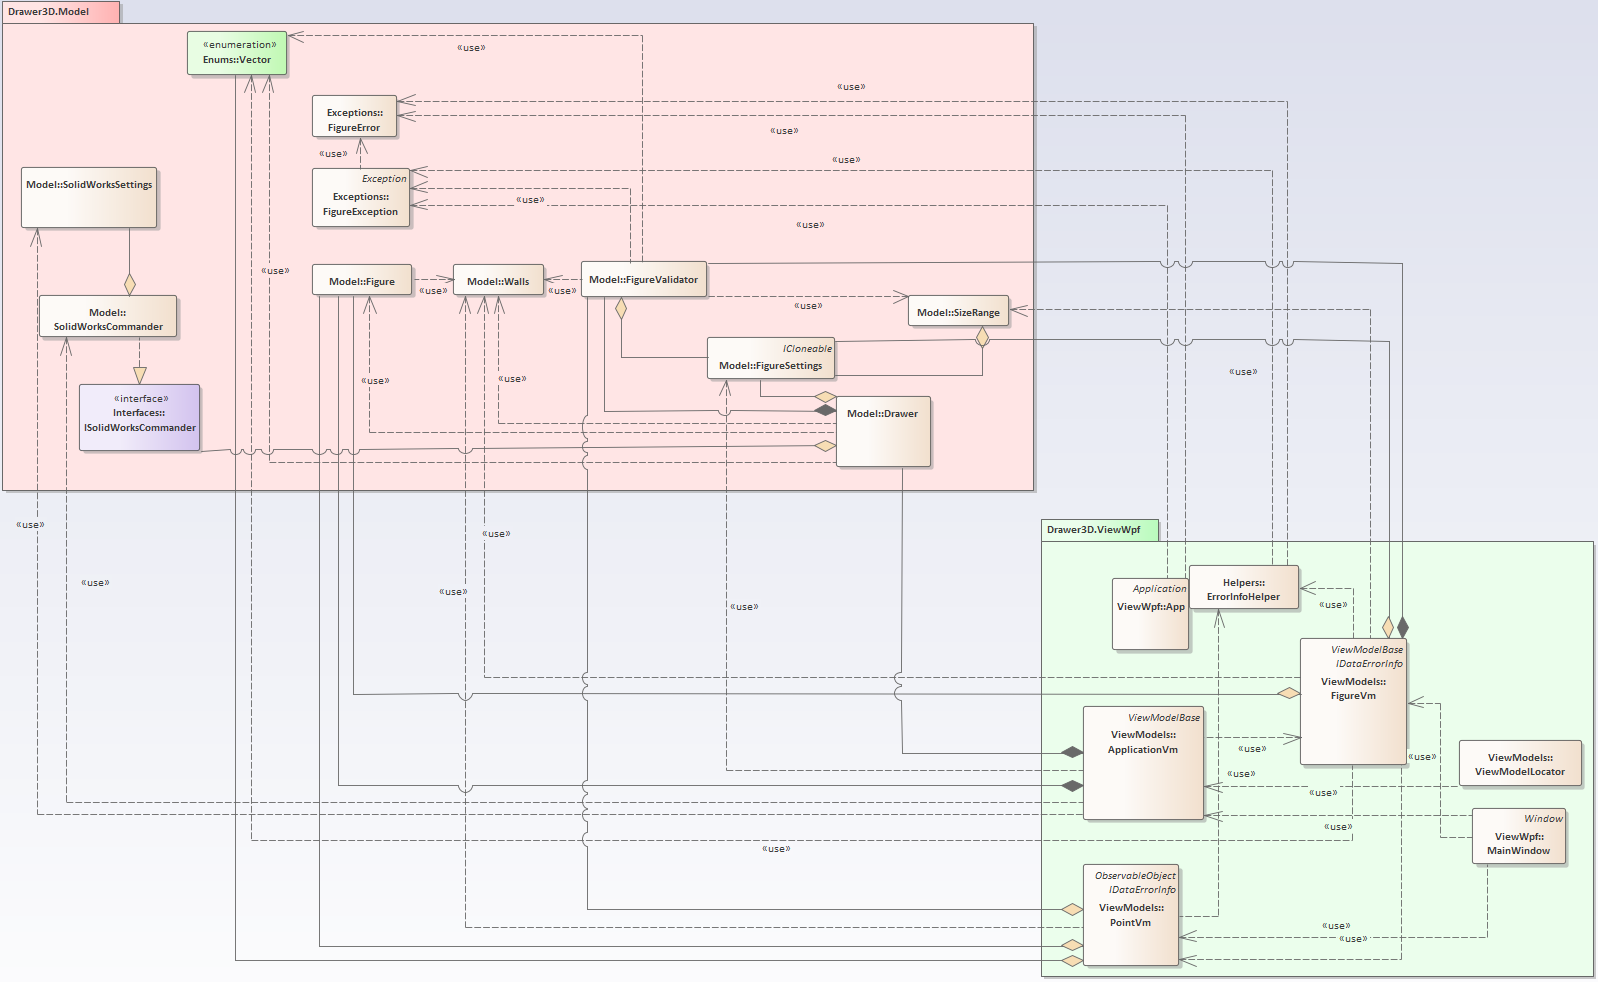 Drawer3D.Model
«enumeration»
Enums::Vector
«use»
Exceptions::
FigureError
«use»
«use»
«use»
«use»
Exception
Exceptions::
FigureException
«use»
«use»
Model::SolidWorksSettings
«use»
Model::Figure
«use»
Model::Walls
«use»
Model::FigureValidator
«use»
Model::SizeRange
Model::
SolidWorksCommander
ICloneable
Model::FigureSettings
«use»
«use»
«use»
«interface»
Interfaces::
ISolidWorksCommander
Model::Drawer
«use»
«use»
«use»
«use»
«use»
Drawer3D.ViewWpf
Application
ViewWpf::App
Helpers::
ErrorInfoHelper
«use»
ViewModelBase
IDataErrorInfo
ViewModels::
FigureVm
ViewModelBase
ViewModels::
ApplicationVm
«use»
«use»
«use»
ViewModels::
ViewModelLocator
«use»
«use»
Window
ViewWpf::
MainWindow
«use»
ObservableObject
IDataErrorInfo
ViewModels::
PointVm
«use»
«use»